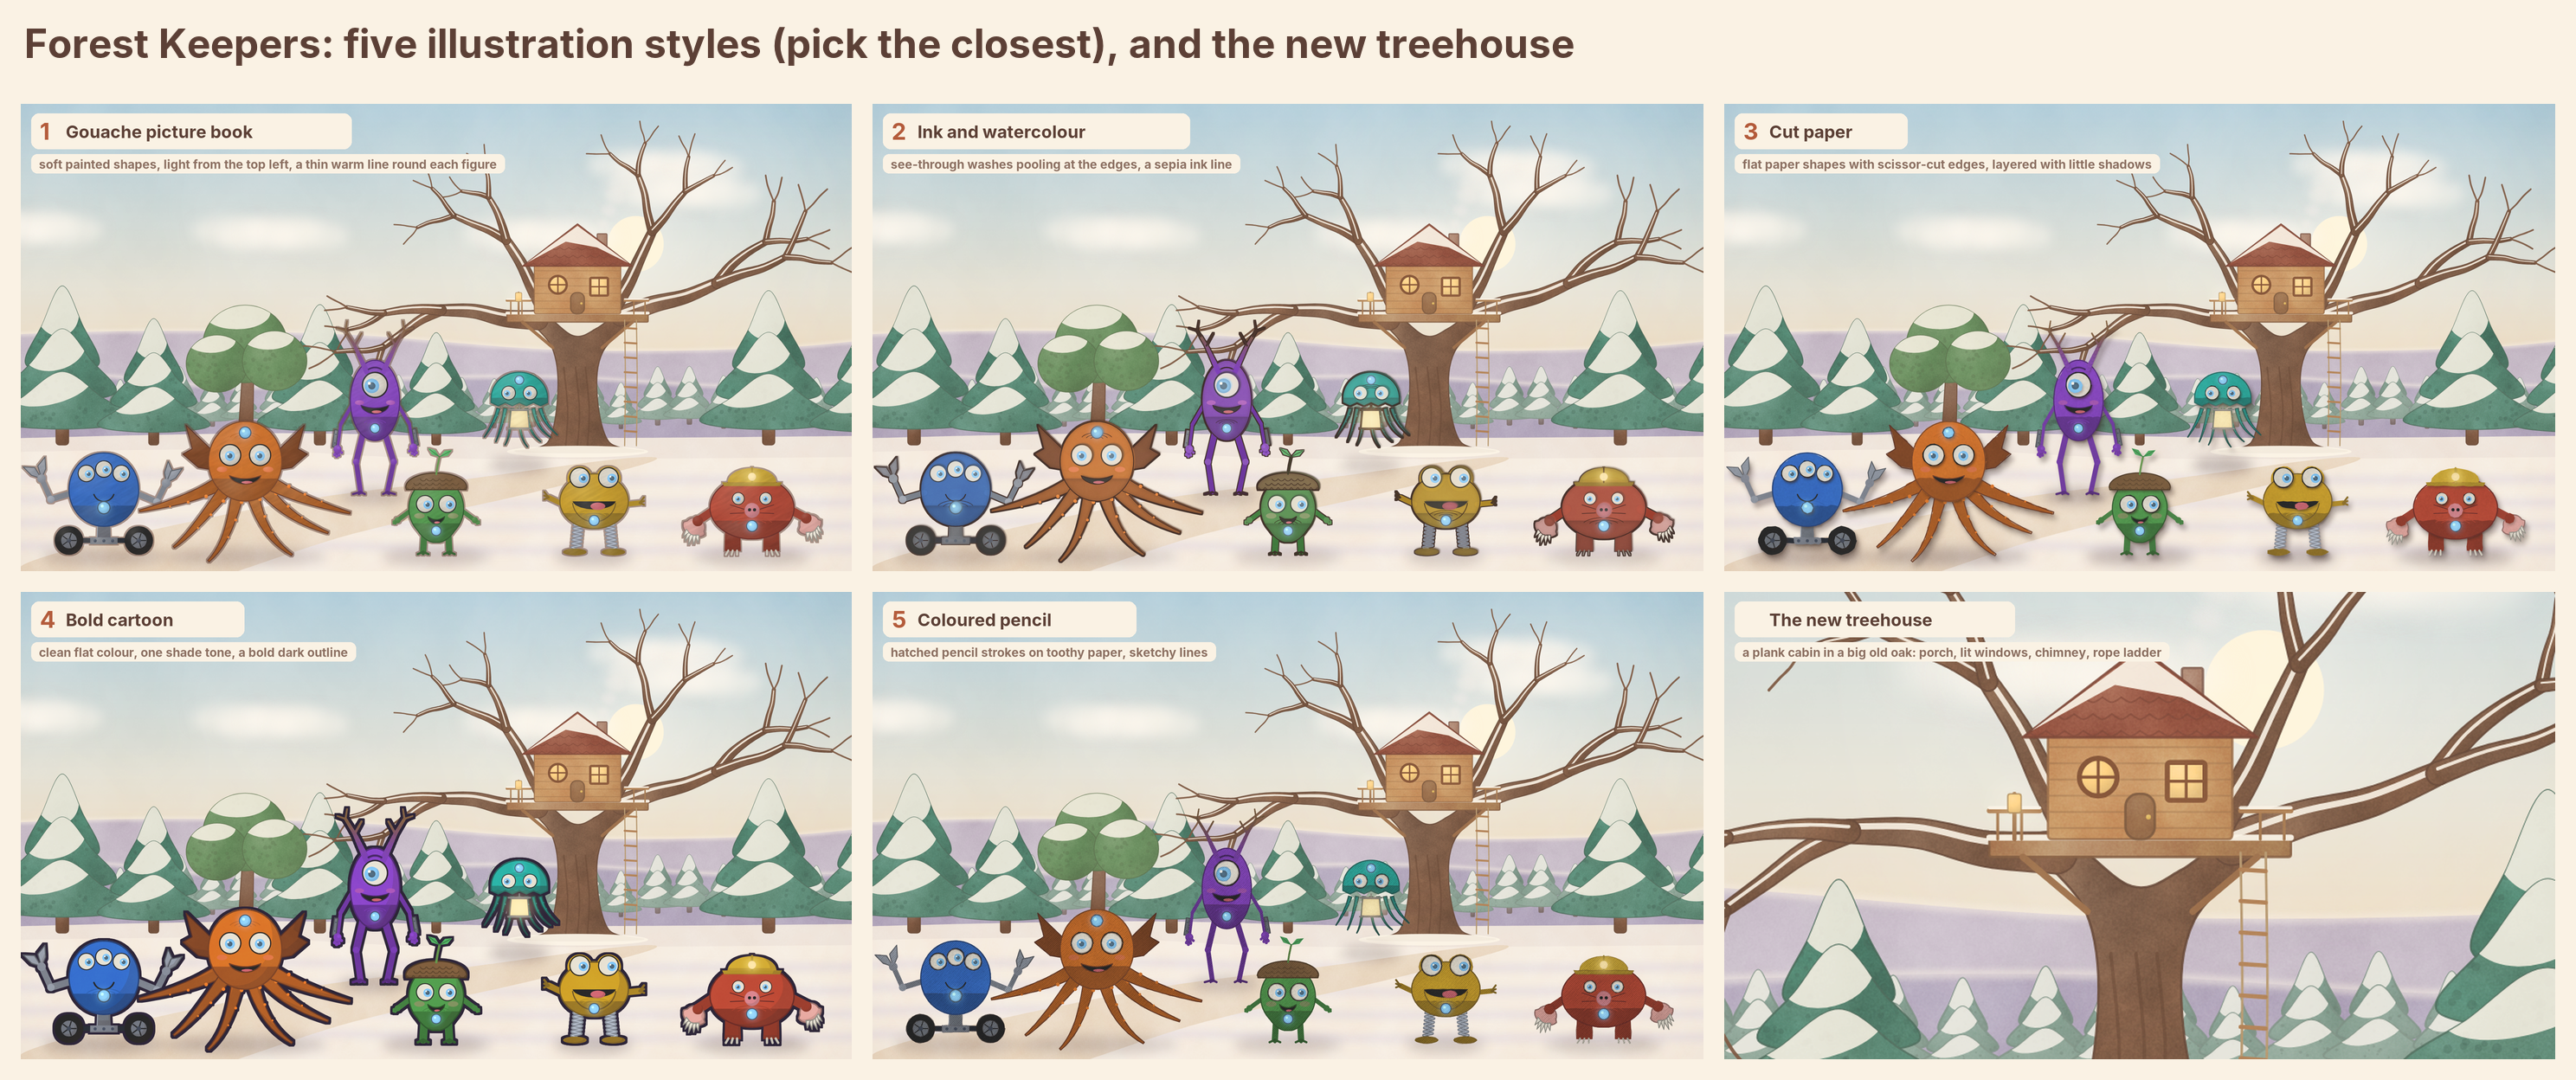 Forest Keepers: five illustration styles (pick the closest), and the new treehouse
1 Gouache picture book
soft painted shapes, light from the top left, a thin warm line round each figure
2 Ink and watercolour
see-through washes pooling at the edges, a sepia ink line
3 Cut paper
flat paper shapes with scissor-cut edges, layered with little shadows
4 Bold cartoon
clean flat colour, one shade tone, a bold dark outline
5 Coloured pencil
hatched pencil strokes on toothy paper, sketchy lines
The new treehouse
a plank cabin in a big old oak: porch, lit windows, chimney, rope ladder